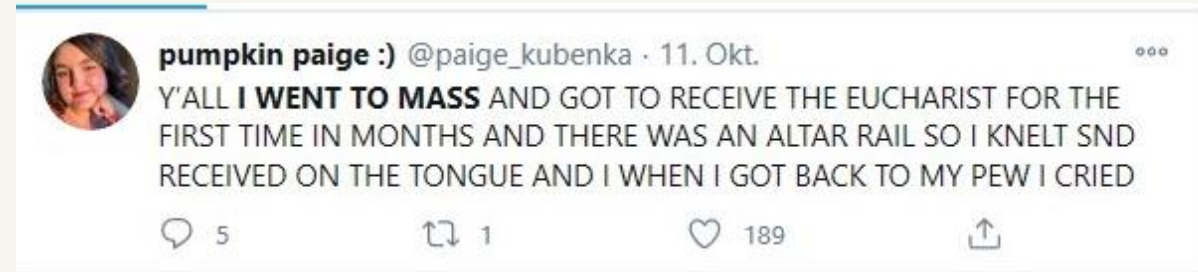 pumpkin paige :) @paige_kubenka · 11. Okt.
Y'ALL I WENT TO MASS AND GOT TO RECEIVE THE EUCHARIST FOR THE
FIRST TIME IN MONTHS AND THERE WAS AN ALTAR RAIL SO I KNELT SND
RECEIVED ON THE TONGUE AND I WHEN I GOT BACK TO MY PEW I CRIED
5 1 189